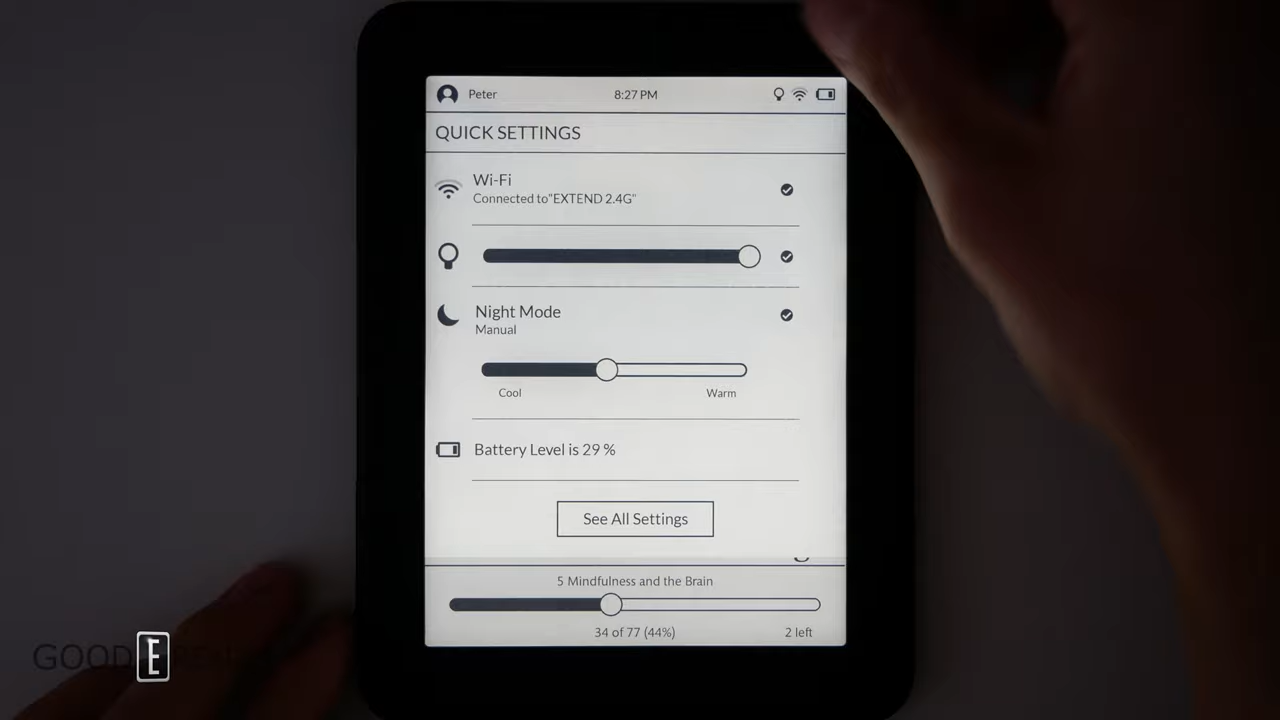 Peter
8:27 PM
QUICK SETTINGS
Wi-Fi
Connected to"EXTEND 2.4G"
Night Mode
Manual
Cool Warm
Battery Level is 29 %
See All Settings
5 Mindfulness and the Brain
34 of 77 (44%) 2 left
GOOD E